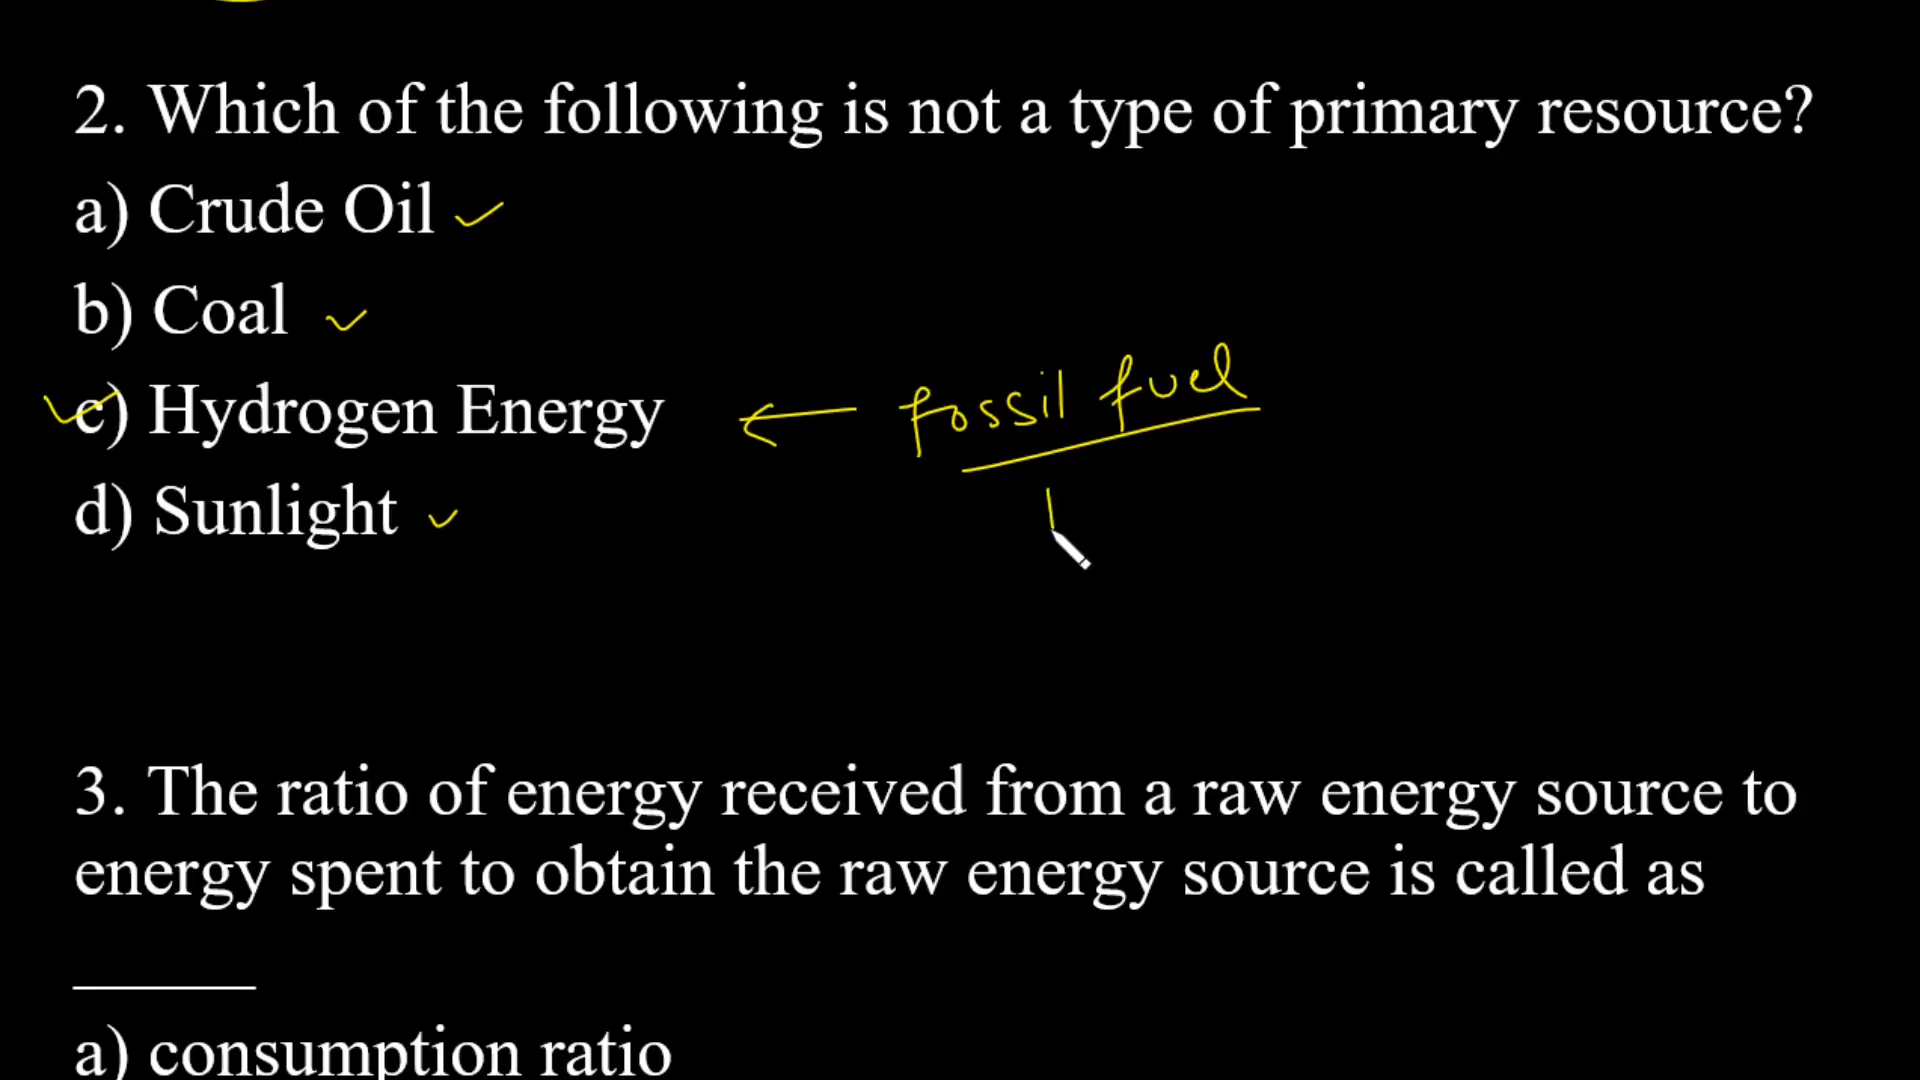 2. Which of the following is not a type of primary resource?
a) Crude Oil
b) Coal
c) Hydrogen Energy ← fossil fuel
d) Sunlight
3. The ratio of energy received from a raw energy source to
energy spent to obtain the raw energy source is called as
______
a) consumption ratio